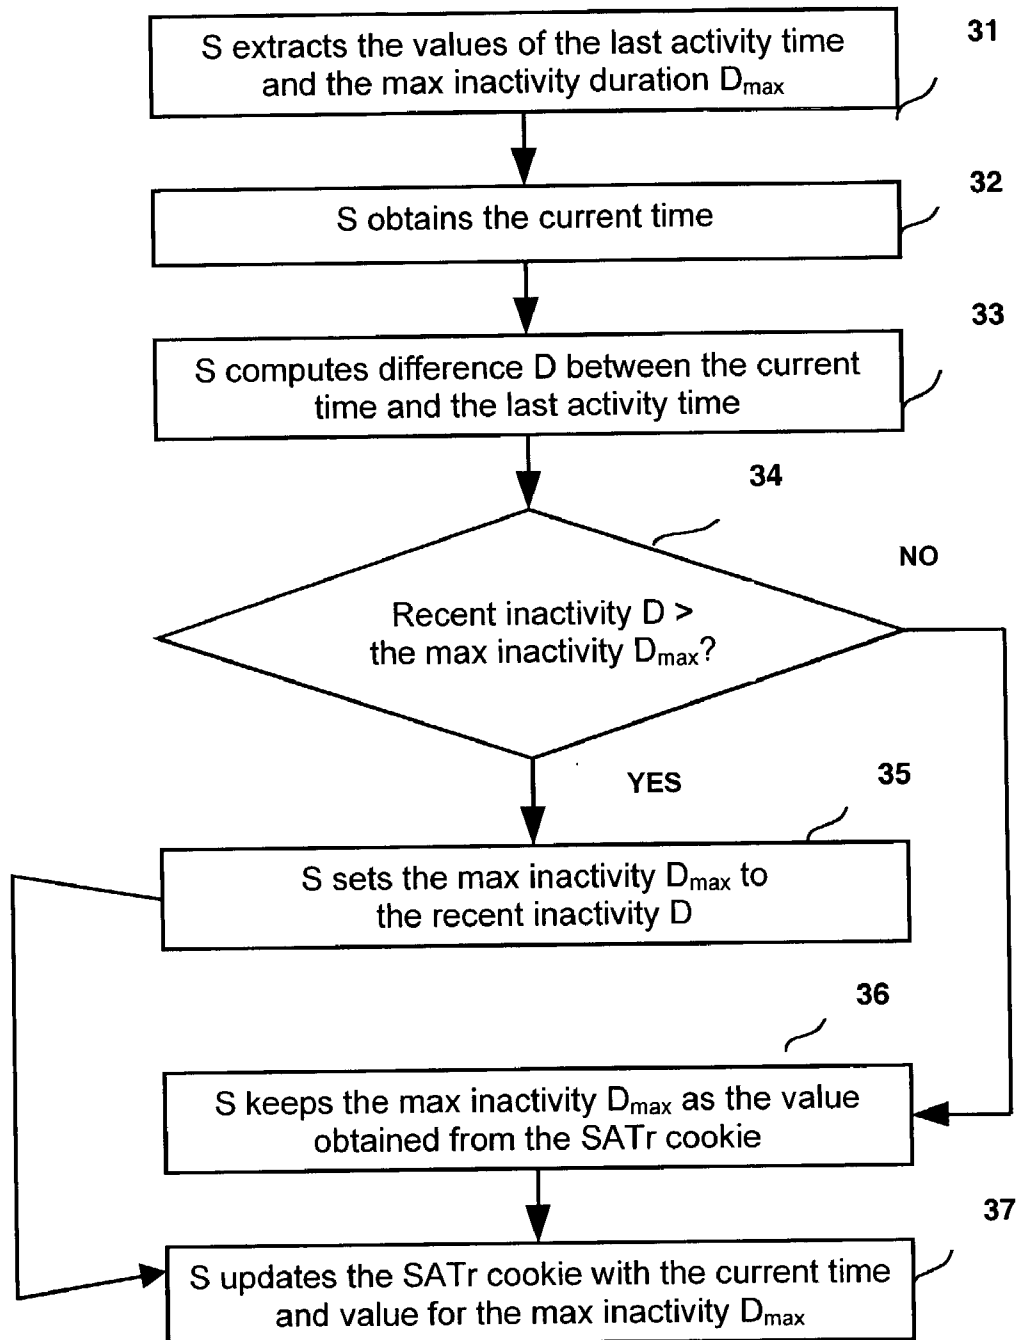 31
S extracts the values of the last activity time
and the max inactivity duration Dmax
32
S obtains the current time
33
S computes difference D between the current
time and the last activity time
34
NO
Recent inactivity D >
the max inactivity Dmax?
YES
35
S sets the max inactivity Dmax to
the recent inactivity D
36
S keeps the max inactivity Dmax as the value
obtained from the SATr cookie
37
S updates the SATr cookie with the current time
and value for the max inactivity Dmax